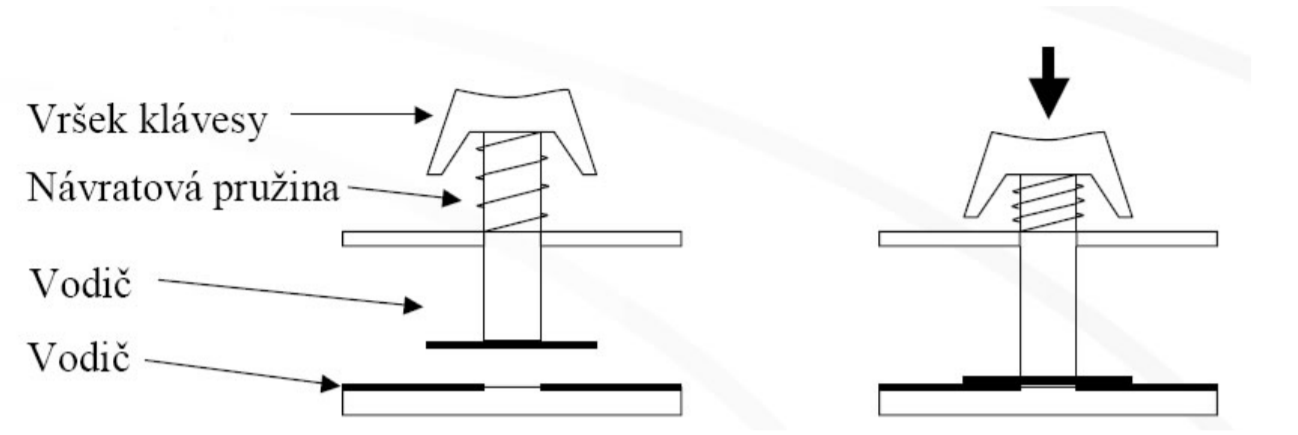 Vršek klávesy
Návratová pružina
Vodič
Vodič